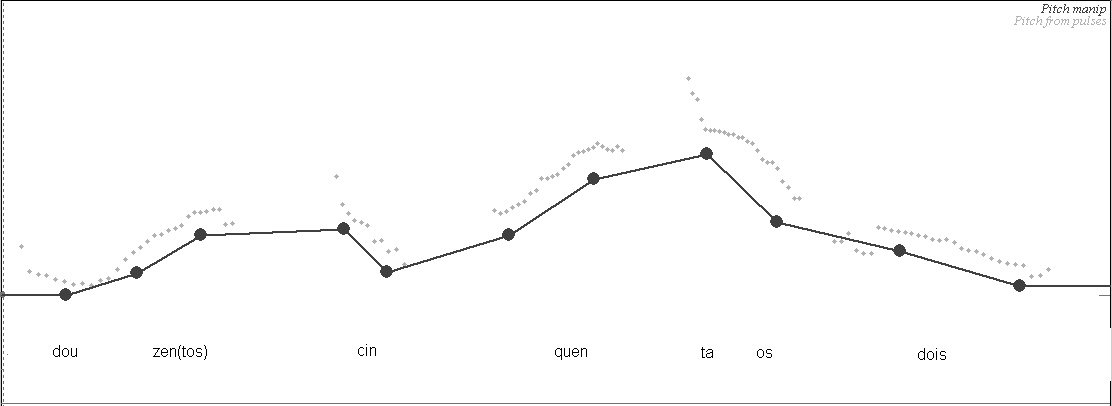 Pitch manip
Pitch from pulses
dou zen(tos) cin quen ta os dois